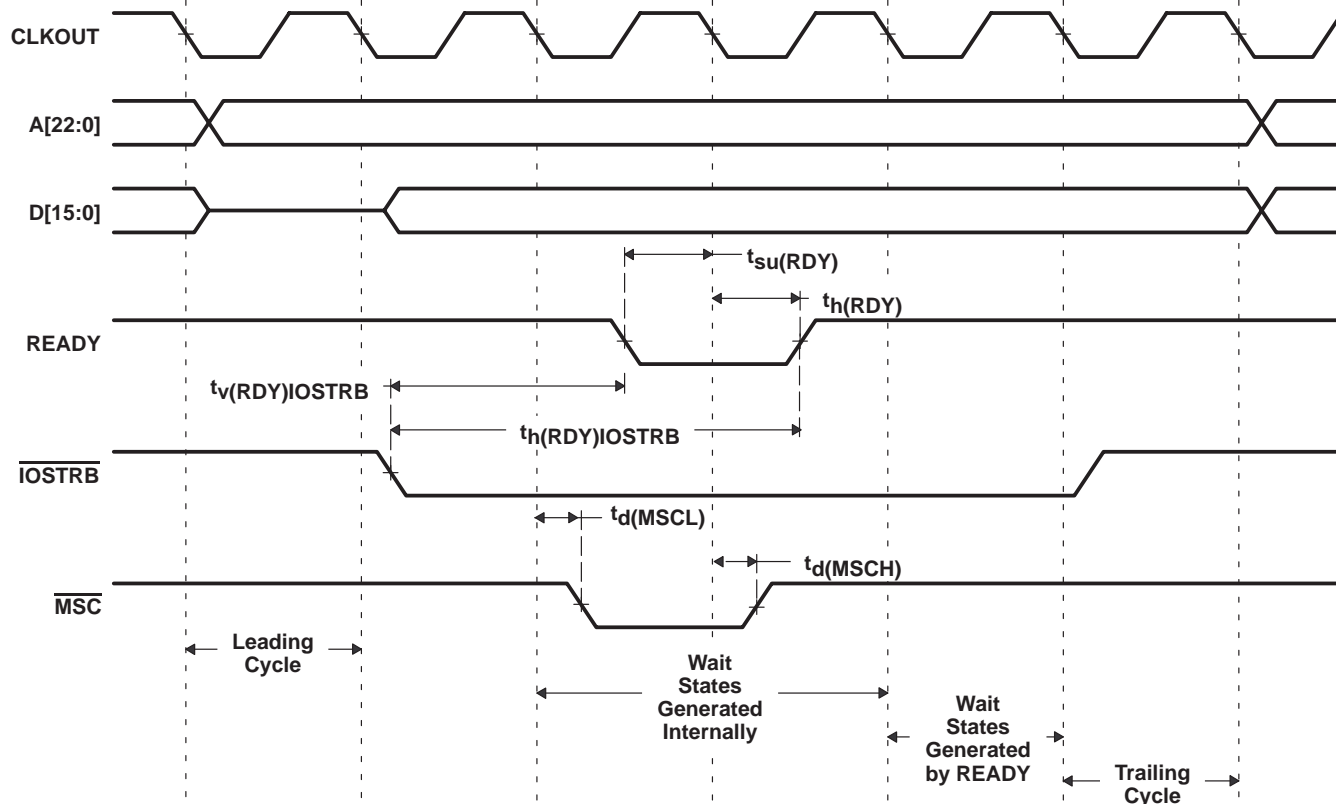 CLKOUT
A[22:0]
D[15:0]
tsu(RDY)
th(RDY)
READY
tv(RDY)IOSTRB
th(RDY)IOSTRB
IOSTRB
td(MSCL)
td(MSCH)
MSC
Leading
Cycle
Wait
States
Generated
Internally
Wait
States
Generated
by READY
Trailing
Cycle